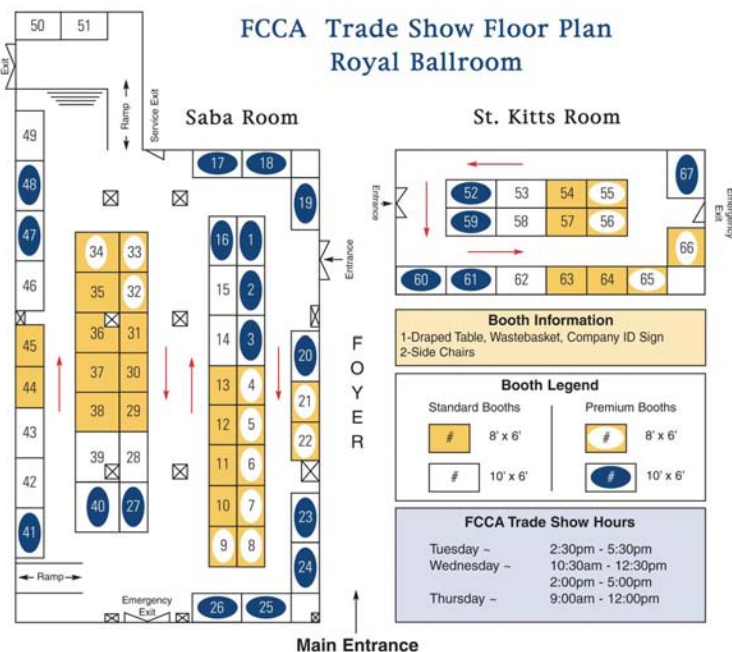 FCCA Trade Show Floor Plan
Royal Ballroom
Saba Room
St. Kitts Room
50 51
Exit
Ramp
Service Exit
49
48
47
46
45
44
43
42
41
Ramp
34 33
35 32
36 31
37 30
38 29
39 28
40 27
17 18
19
16 1
15 2
14 3
13 4
12 5
11 6
10 7
9 8
Entrance
20
21
22
23
24
26 25
Emergency
Exit
FOYER
Main Entrance
Entrance
52 53 54 55
59 58 57 56
60 61 62 63 64 65
67
66
Emergency
Exit
Booth Information
1-Draped Table, Wastebasket, Company ID Sign
2-Side Chairs
Booth Legend
Standard Booths Premium Booths
# 8' x 6' # 8' x 6'
# 10' x 6' # 10' x 6'
FCCA Trade Show Hours
Tuesday ~ 2:30pm - 5:30pm
Wednesday ~ 10:30am - 12:30pm
2:00pm - 5:00pm
Thursday ~ 9:00am - 12:00pm